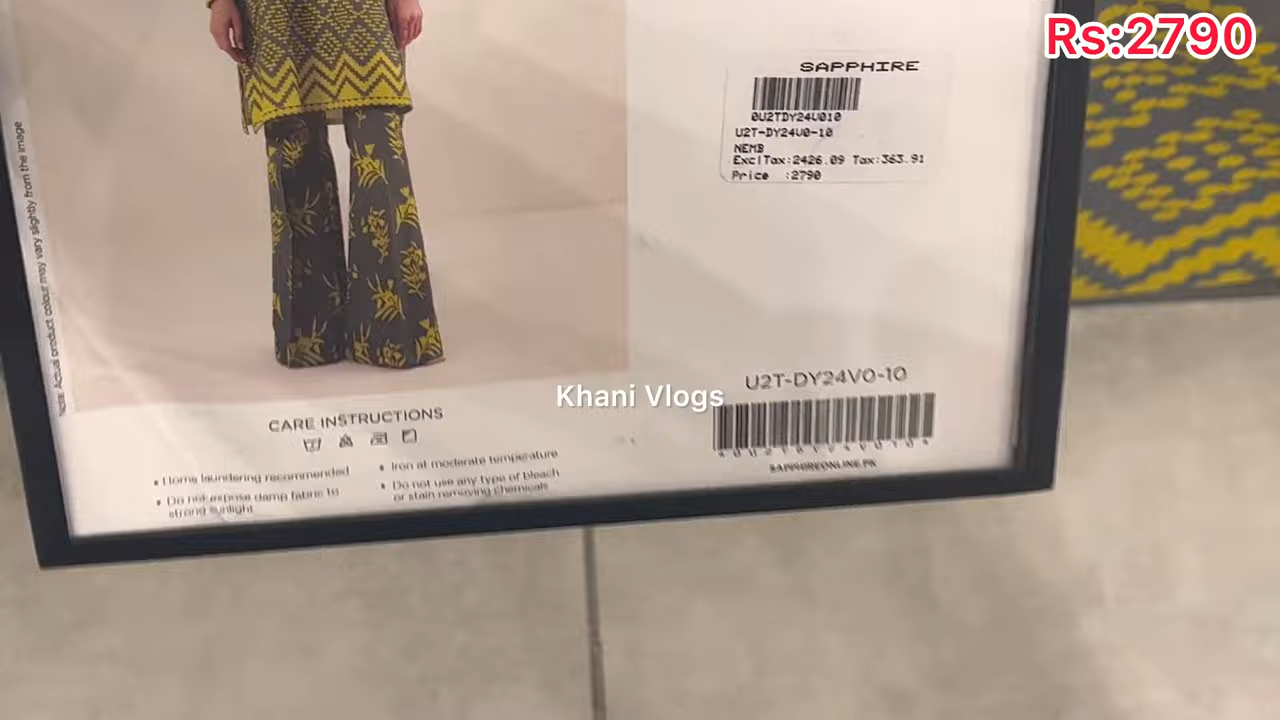 Rs:2790
SAPPHIRE
0U2TDY24V010
U2T-DY24V0-10
NEMB
ExclTax:2426.09 Tax:363.91
Price :2790
Note: Actual product colour may vary slightly from the image
U2T-DY24V0-10
SAPPHIREONLINE.PK
Khani Vlogs
CARE INSTRUCTIONS
• Home laundering recommended
• Do not expose damp fabric to
strong sunlight
• Iron at moderate temperature
• Do not use any type of bleach
or stain removing chemicals